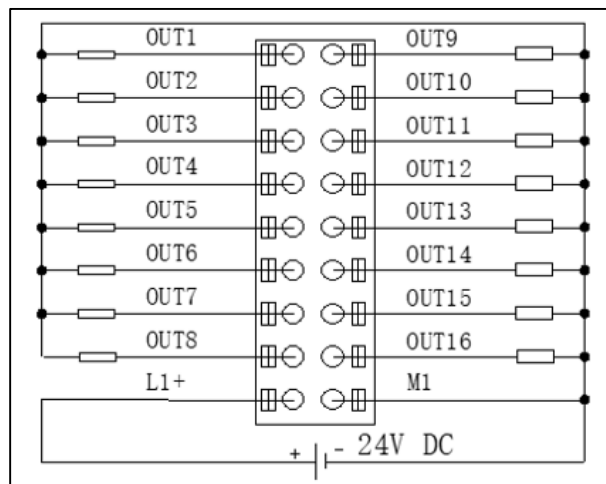 OUT1 OUT9
OUT2 OUT10
OUT3 OUT11
OUT4 OUT12
OUT5 OUT13
OUT6 OUT14
OUT7 OUT15
OUT8 OUT16
L1+ M1
+ - 24V DC